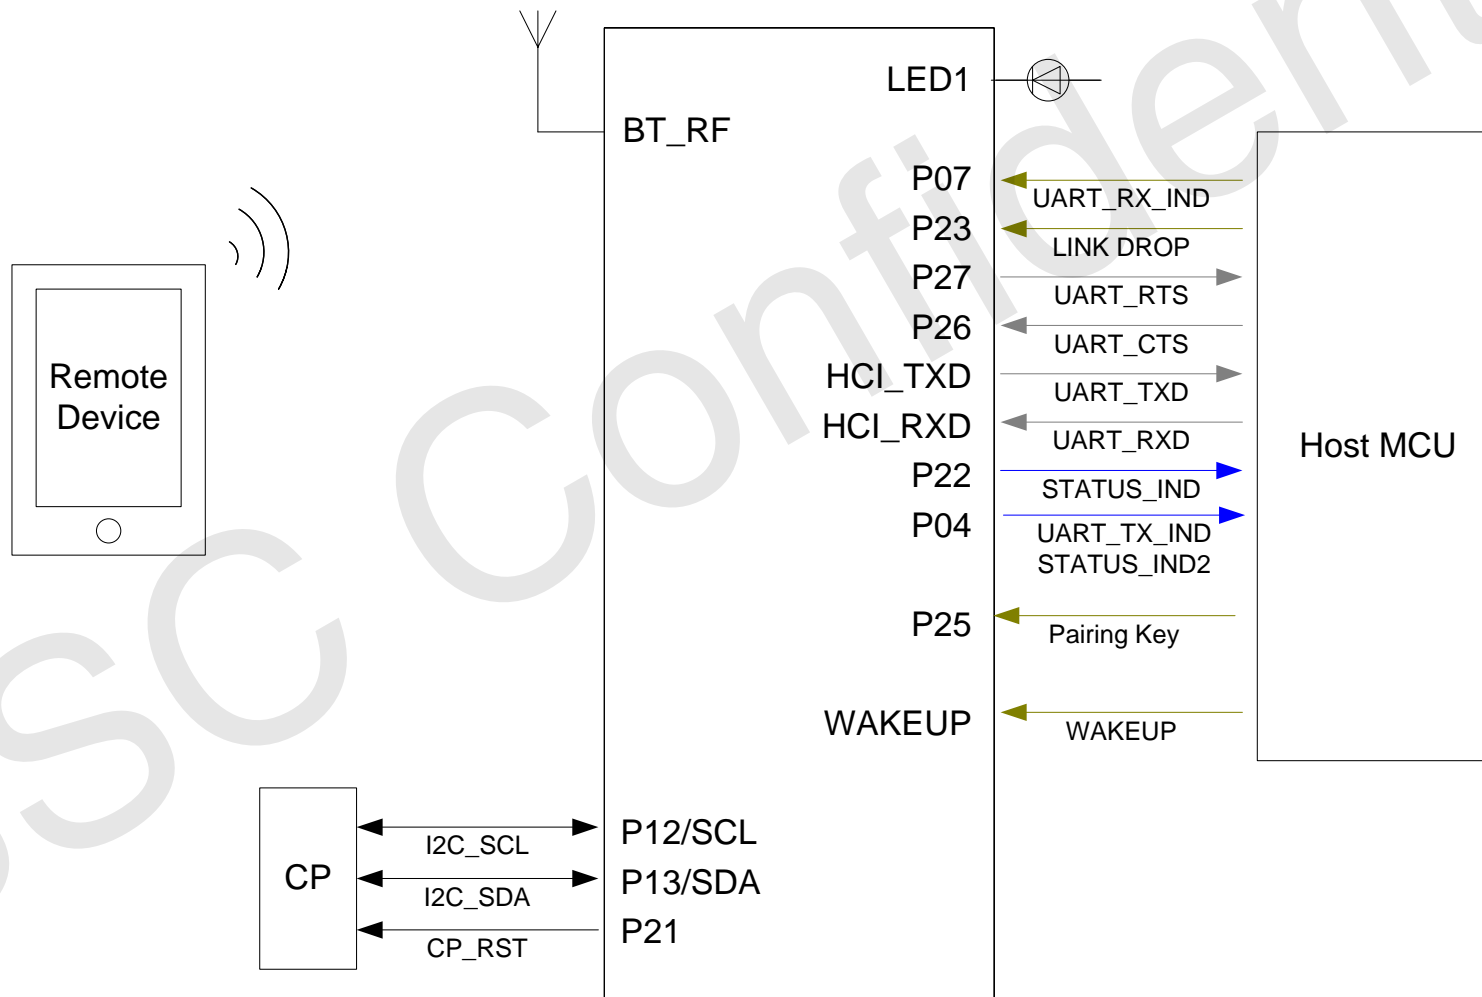 LED1
BT_RF
P07
UART_RX_IND
P23
LINK DROP
P27
UART_RTS
P26
UART_CTS
HCI_TXD
UART_TXD
HCI_RXD
UART_RXD
P22
STATUS_IND
P04
UART_TX_IND
STATUS_IND2
P25
Pairing Key
WAKEUP
WAKEUP
Host MCU
Remote
Device
CP
I2C_SCL
P12/SCL
I2C_SDA
P13/SDA
CP_RST
P21
SC Confident